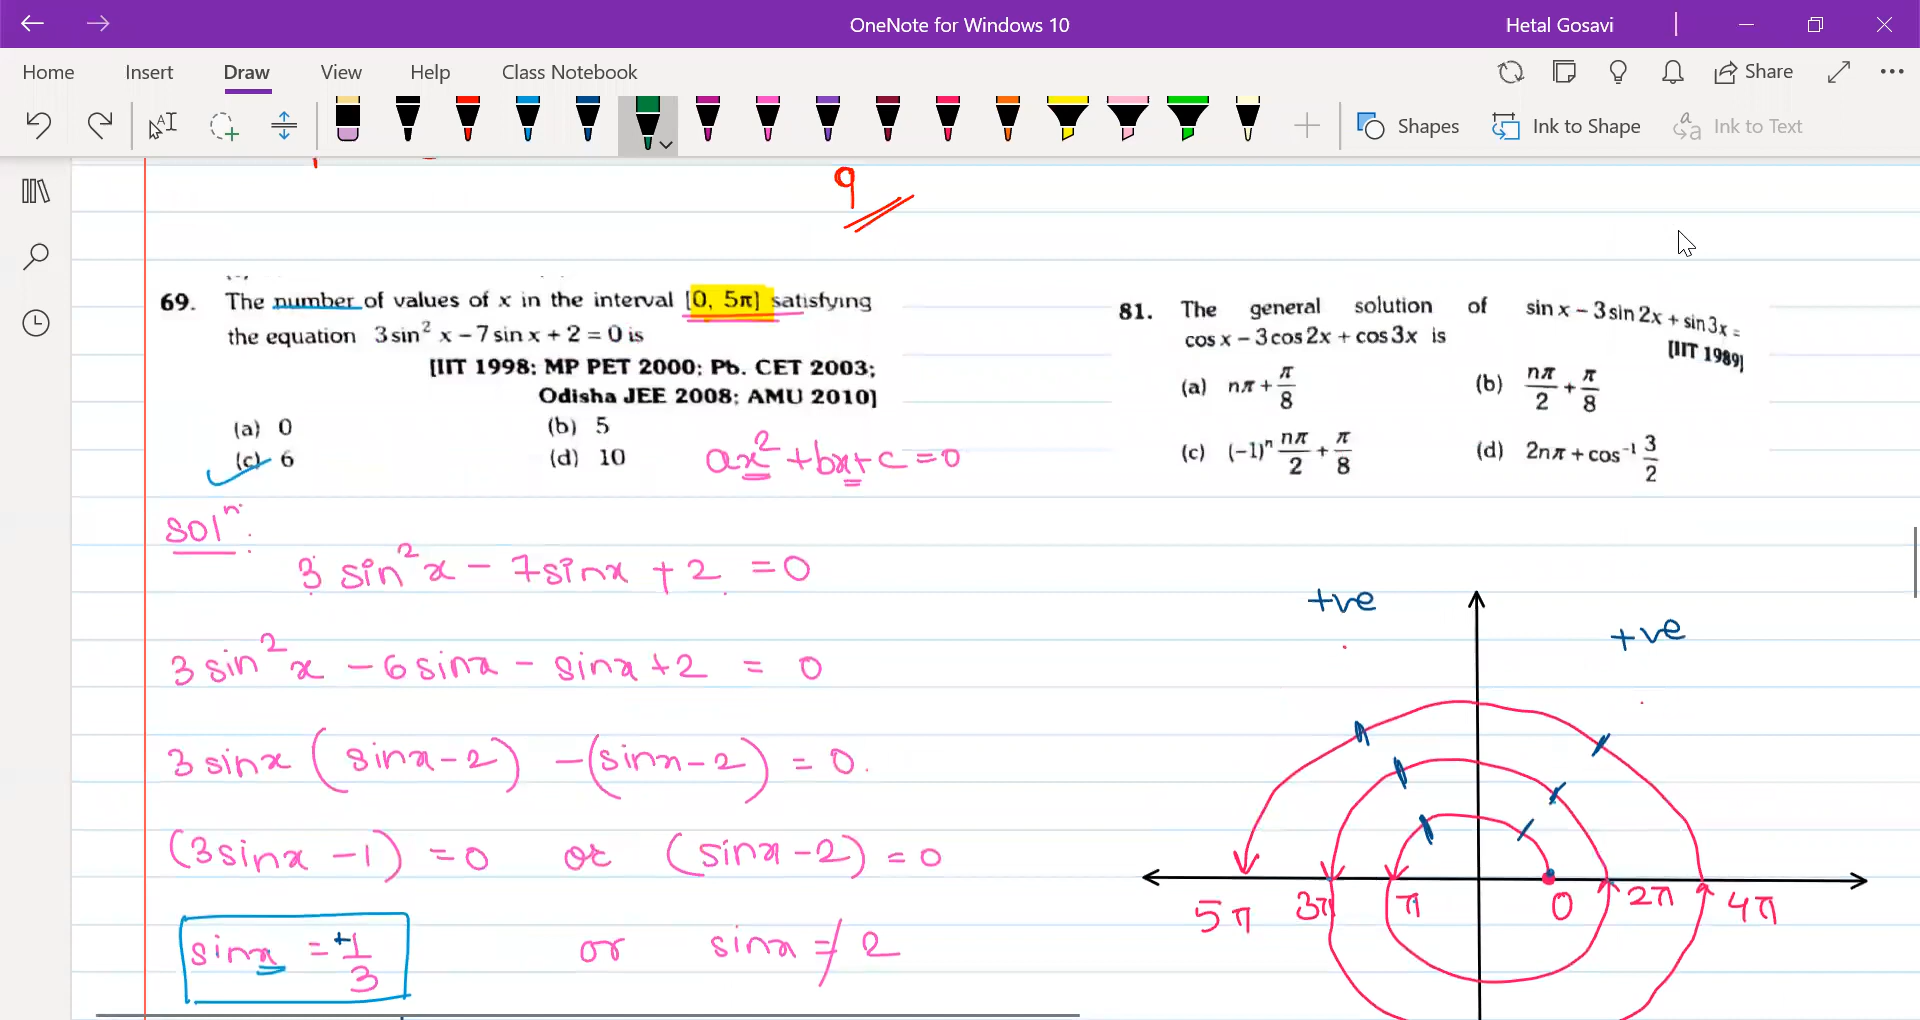 OneNote for Windows 10
Hetal Gosavi
Home Insert Draw View Help Class Notebook
Share
Shapes Ink to Shape Ink to Text
9
69. The number of values of x in the interval [0, 5π] satisfying
the equation 3 sin² x − 7 sin x + 2 = 0 is
[IIT 1998; MP PET 2000; Pb. CET 2003;
Odisha JEE 2008; AMU 2010]
(a) 0 (b) 5
(c) 6 (d) 10
ax² + bx + c = 0
Solⁿ:
3 sin²x − 7sinx + 2 = 0
3 sin²x − 6 sinx − sinx + 2 = 0
3 sinx (sinx − 2) − (sinx − 2) = 0.
(3 sinx − 1) = 0 or (sinx − 2) = 0
sinx = +1/3 or sinx ≠ 2
81. The general solution of sin x − 3 sin 2x + sin 3x =
cos x − 3 cos 2x + cos 3x is
[IIT 1989]
(a) nπ + π/8 (b) nπ/2 + π/8
(c) (−1)ⁿ nπ/2 + π/8 (d) 2nπ + cos⁻¹ 3/2
+ve
+ve
5π 3π π 0 2π 4π